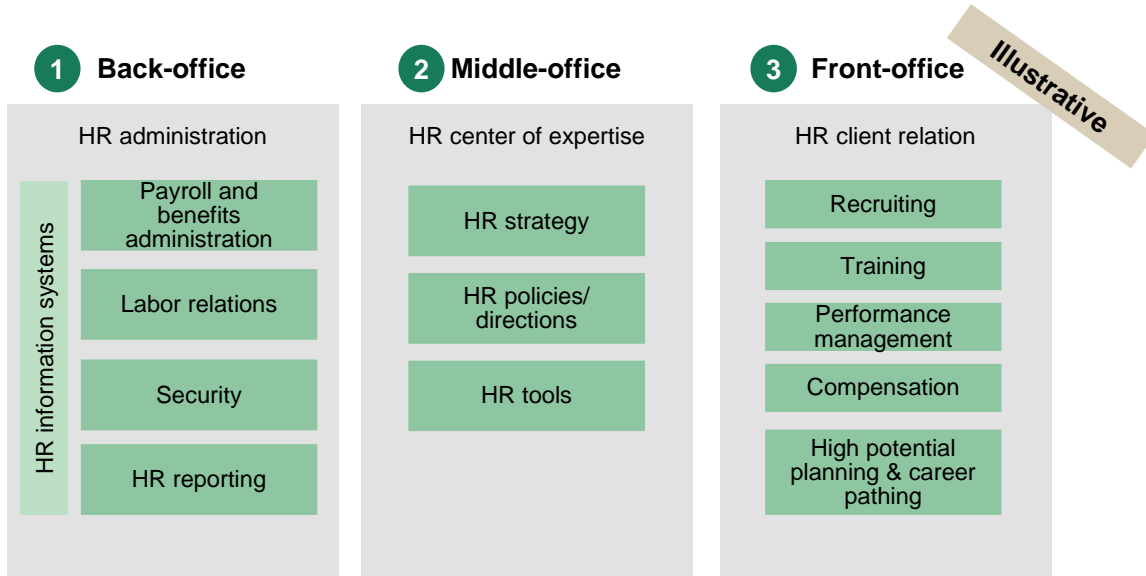 1 Back-office
HR administration
HR information systems
Payroll and
benefits
administration
Labor relations
Security
HR reporting
2 Middle-office
HR center of expertise
HR strategy
HR policies/
directions
HR tools
3 Front-office
HR client relation
Recruiting
Training
Performance
management
Compensation
High potential
planning & career
pathing
Illustrative